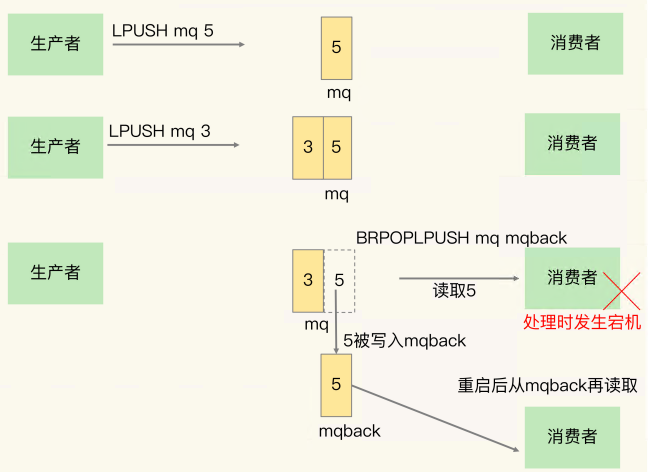 生产者
LPUSH mq 5
5
mq
消费者
生产者
LPUSH mq 3
3
5
mq
消费者
BRPOPLPUSH mq mqback
生产者
3
5
mq
读取5
消费者
处理时发生宕机
5被写入mqback
5
mqback
重启后从mqback再读取
消费者